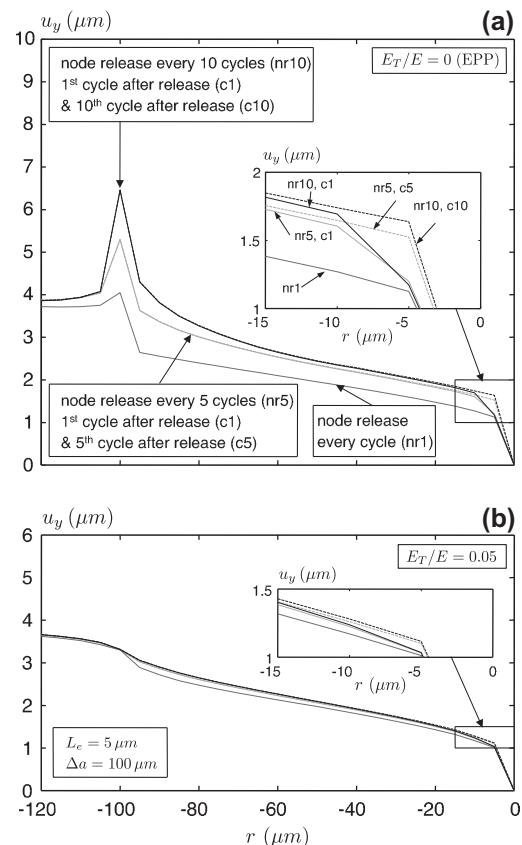 u_y (μm)
(a)
10
9
8
7
6
5
4
3
2
1
0
node release every 10 cycles (nr10)
1st cycle after release (c1)
& 10th cycle after release (c10)
E_T/E = 0 (EPP)
u_y (μm)
2
1.5
1
nr10, c1
nr5, c5
nr10, c10
nr5, c1
nr1
-15
-10
-5
0
r (μm)
node release every 5 cycles (nr5)
1st cycle after release (c1)
& 5th cycle after release (c5)
node release
every cycle (nr1)
u_y (μm)
(b)
6
5
4
3
2
1
0
E_T/E = 0.05
u_y (μm)
1.5
1
-15
-10
-5
0
r (μm)
L_e = 5 μm
Δa = 100 μm
-120
-100
-80
-60
-40
-20
0
r (μm)